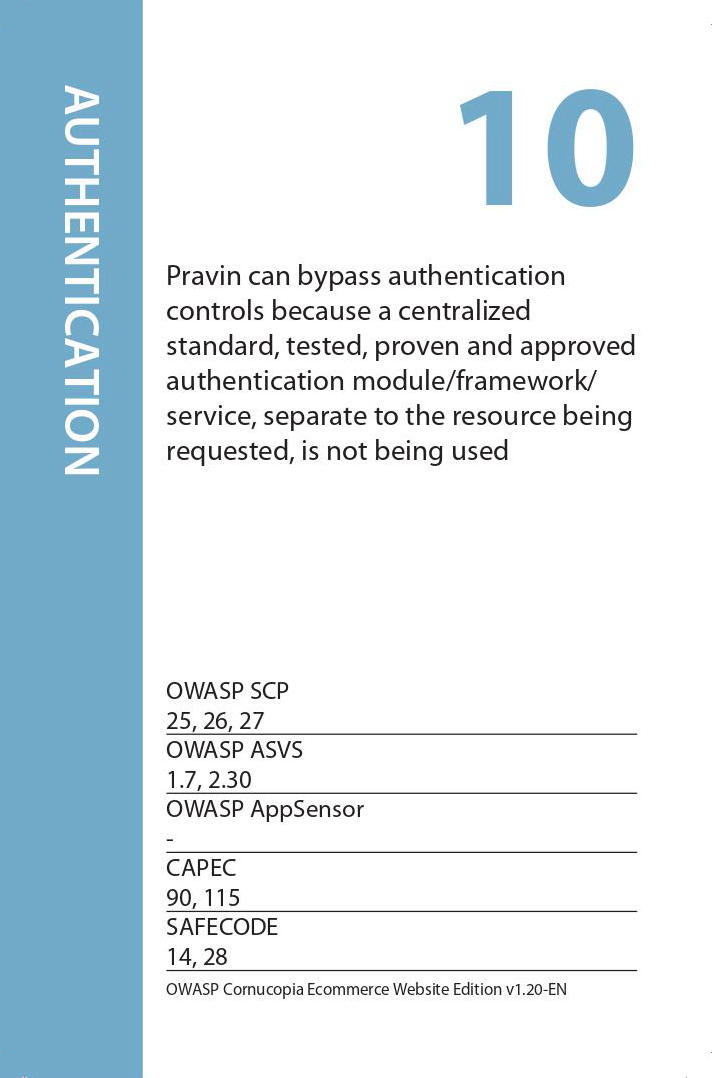 AUTHENTICATION
10
Pravin can bypass authentication
controls because a centralized
standard, tested, proven and approved
authentication module/framework/
service, separate to the resource being
requested, is not being used
OWASP SCP
25, 26, 27
OWASP ASVS
1.7, 2.30
OWASP AppSensor
-
CAPEC
90, 115
SAFECODE
14, 28
OWASP Cornucopia Ecommerce Website Edition v1.20-EN